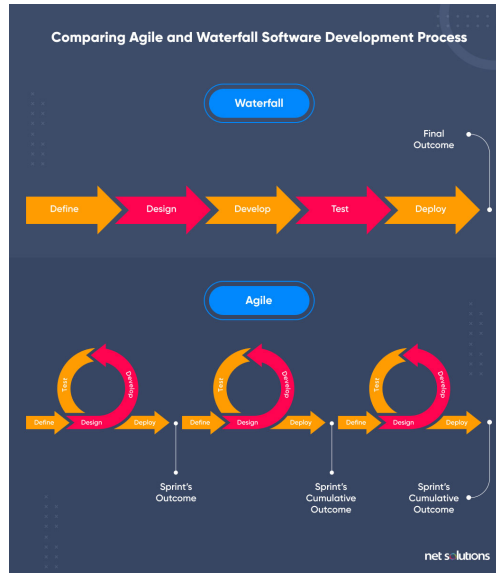 Comparing Agile and Waterfall Software Development Process
Waterfall
Final
Outcome
Define
Design
Develop
Test
Deploy
Agile
Test
Develop
Define
Design
Deploy
Test
Develop
Define
Design
Deploy
Test
Develop
Define
Design
Deploy
Sprint's
Outcome
Sprint's
Cumulative
Outcome
Sprint's
Cumulative
Outcome
net solutions